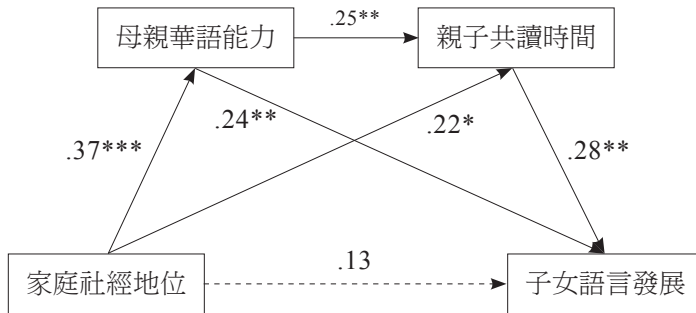 母親華語能力
.25**
親子共讀時間
.37***
.24**
.22*
.28**
家庭社經地位
.13
子女語言發展